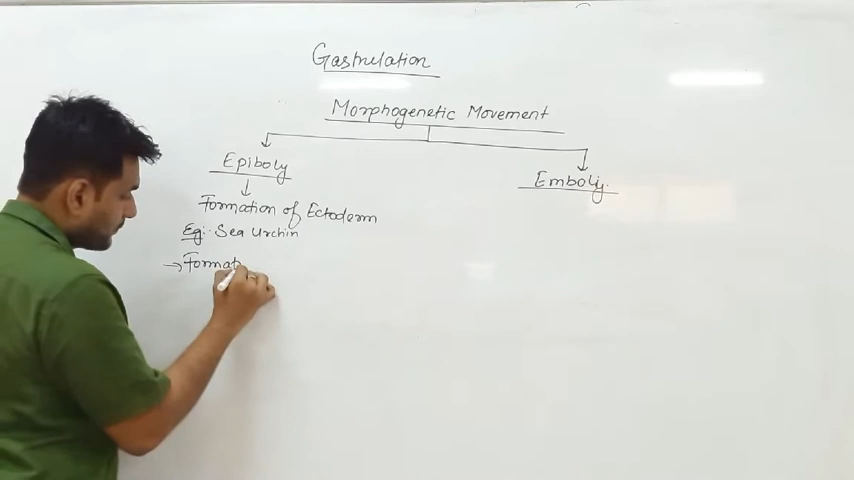 Gastrulation
Morphogenetic Movement
Epiboly
Emboly.
Formation of Ectoderm
Eg:- Sea Urchin
→ Format